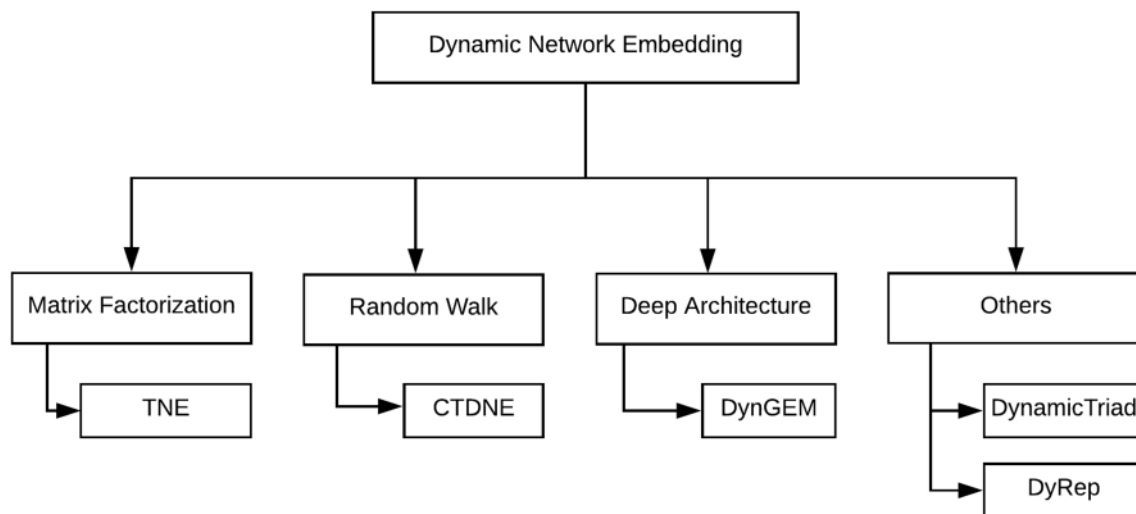 Dynamic Network Embedding
Matrix Factorization
Random Walk
Deep Architecture
Others
TNE
CTDNE
DynGEM
DynamicTriad
DyRep